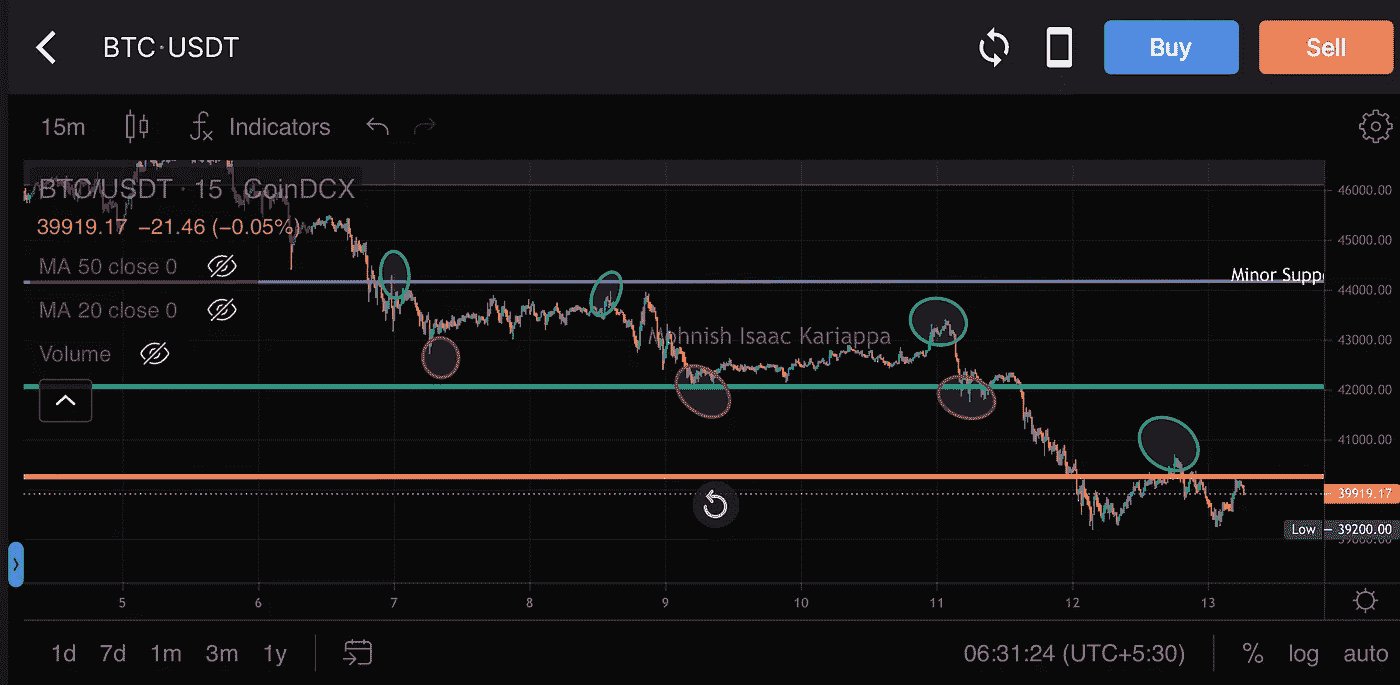 BTC·USDT
Buy
Sell
15m
Indicators
BTC/USDT · 15 CoinDCX
46000.00
39919.17 −21.46 (−0.05%)
45000.00
MA 50 close 0
Minor Supp
44000.00
MA 20 close 0
Abhnish Isaac Kariappa
43000.00
Volume
42000.00
41000.00
39919.17
Low
39200.00
5 6 7 8 9 10 11 12 13
1d 7d 1m 3m 1y
06:31:24 (UTC+5:30)
% log auto